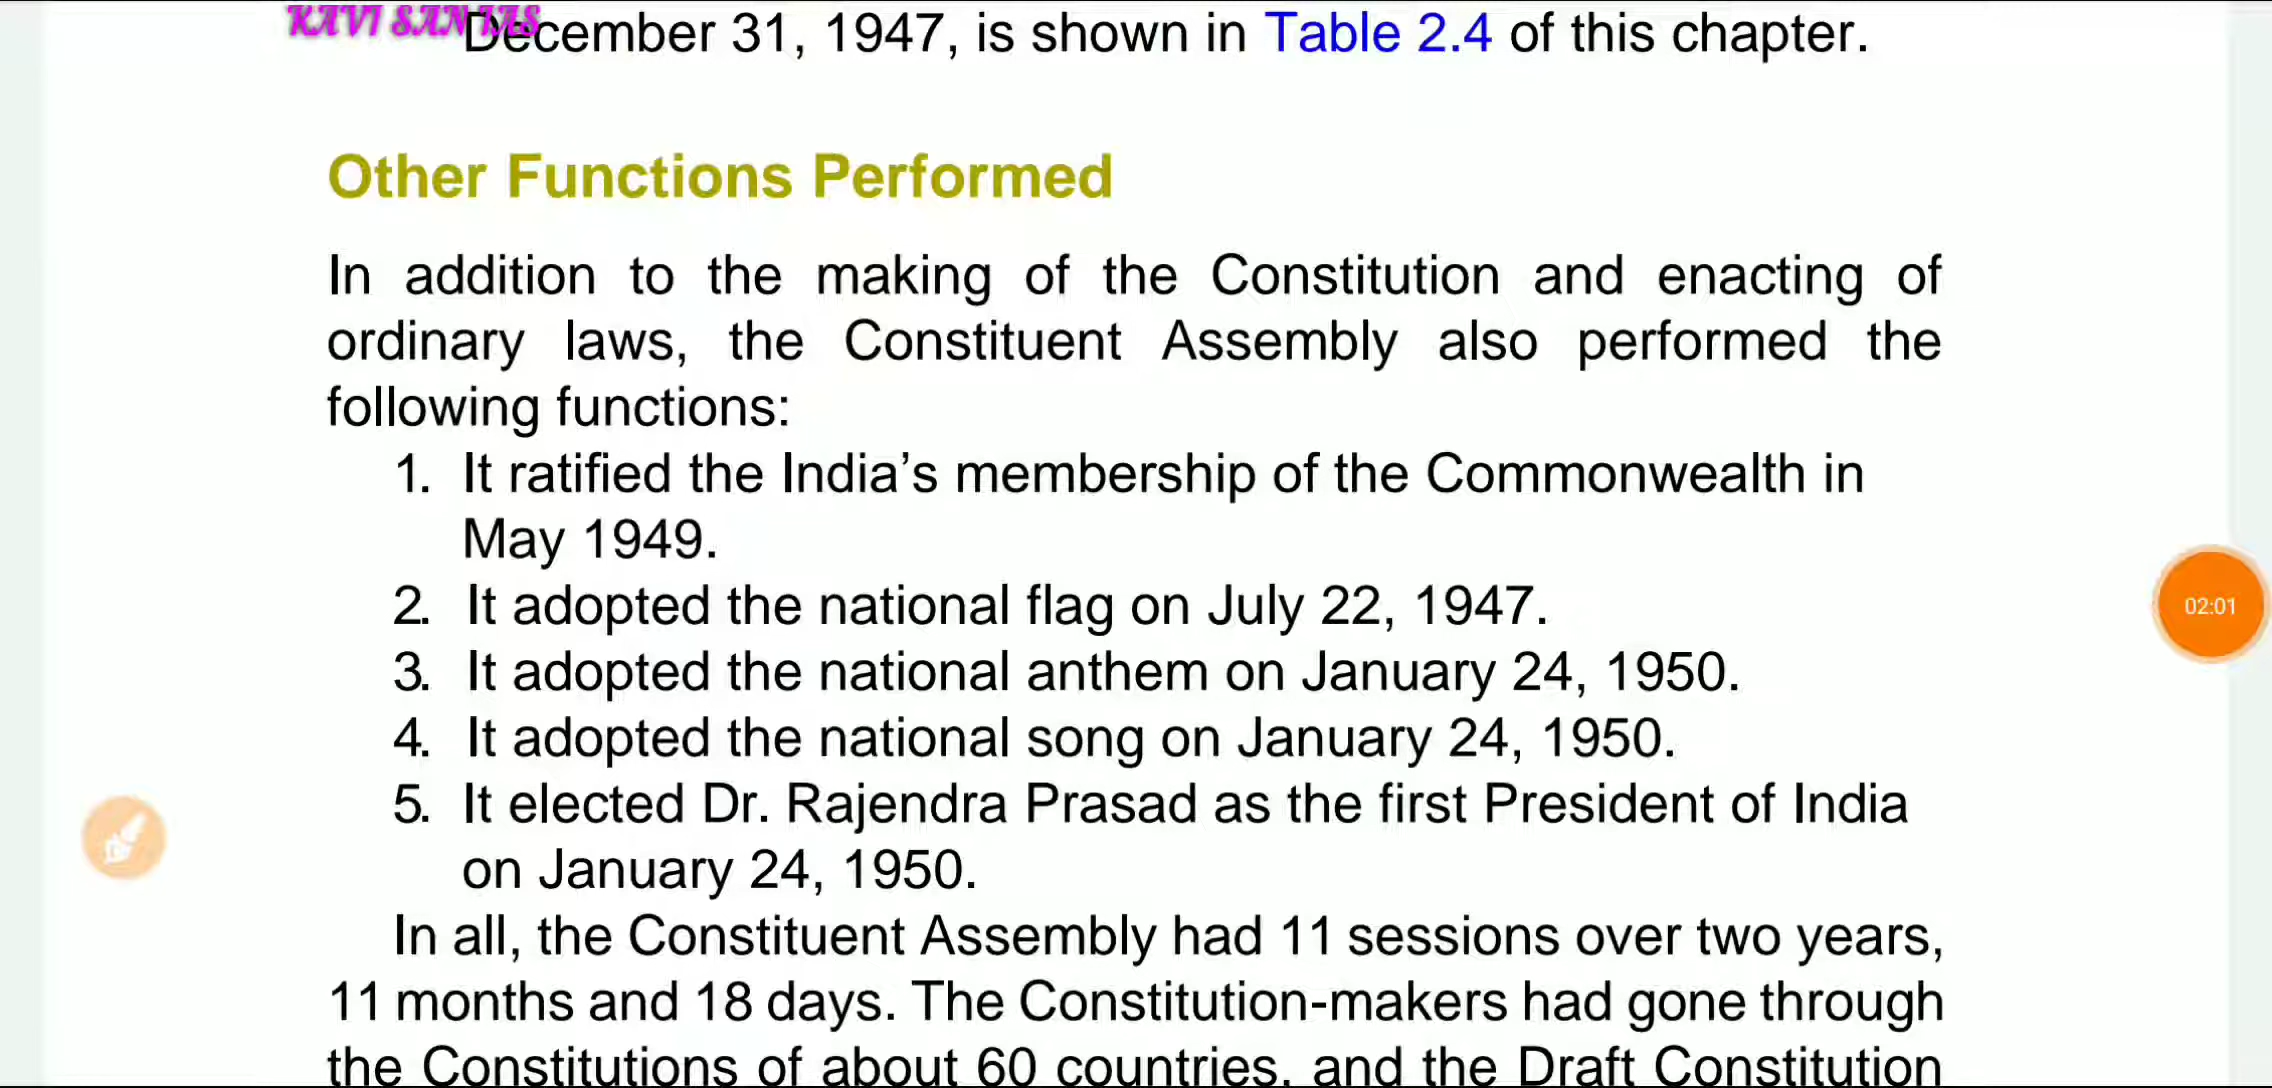 KAVI SANJAS
December 31, 1947, is shown in Table 2.4 of this chapter.
Other Functions Performed
In addition to the making of the Constitution and enacting of
ordinary laws, the Constituent Assembly also performed the
following functions:
1. It ratified the India’s membership of the Commonwealth in
May 1949.
2. It adopted the national flag on July 22, 1947.
3. It adopted the national anthem on January 24, 1950.
4. It adopted the national song on January 24, 1950.
5. It elected Dr. Rajendra Prasad as the first President of India
on January 24, 1950.
In all, the Constituent Assembly had 11 sessions over two years,
11 months and 18 days. The Constitution-makers had gone through
the Constitutions of about 60 countries, and the Draft Constitution
02:01